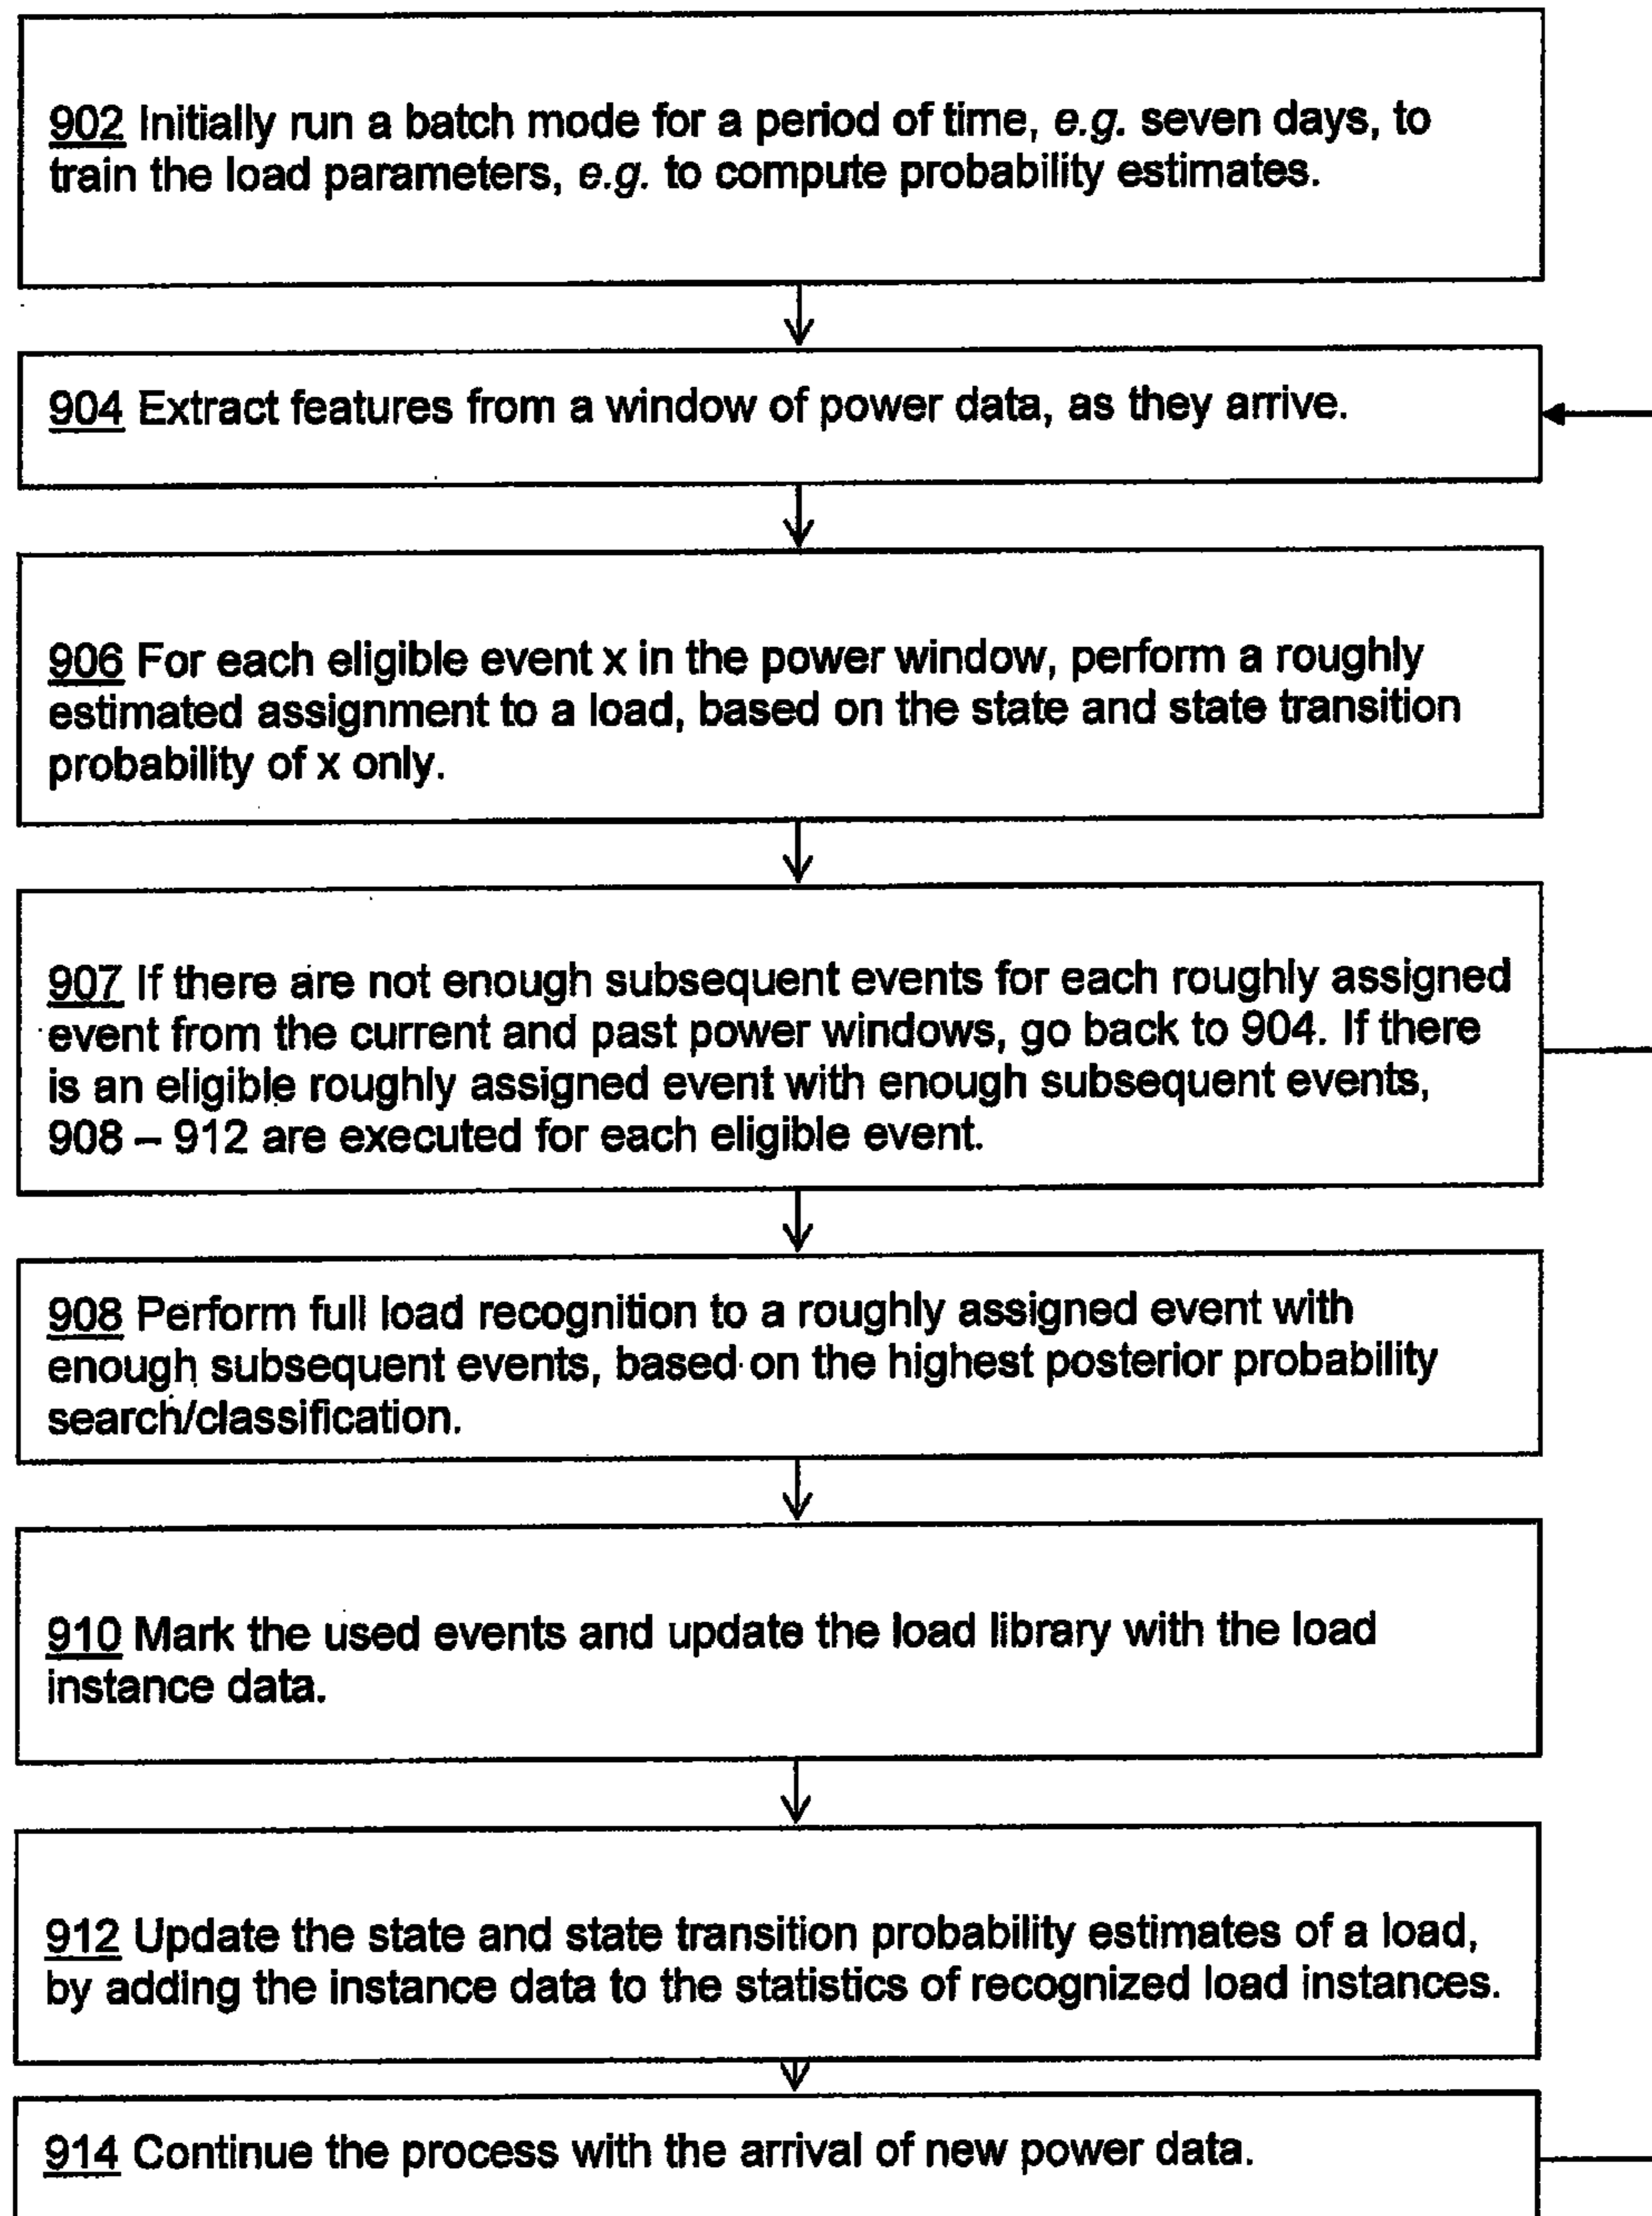 902 Initially run a batch mode for a period of time, e.g. seven days, to
train the load parameters, e.g. to compute probability estimates.
904 Extract features from a window of power data, as they arrive.
906 For each eligible event x in the power window, perform a roughly
estimated assignment to a load, based on the state and state transition
probability of x only.
907 If there are not enough subsequent events for each roughly assigned
event from the current and past power windows, go back to 904. If there
is an eligible roughly assigned event with enough subsequent events,
908 – 912 are executed for each eligible event.
908 Perform full load recognition to a roughly assigned event with
enough subsequent events, based on the highest posterior probability
search/classification.
910 Mark the used events and update the load library with the load
instance data.
912 Update the state and state transition probability estimates of a load,
by adding the instance data to the statistics of recognized load instances.
914 Continue the process with the arrival of new power data.